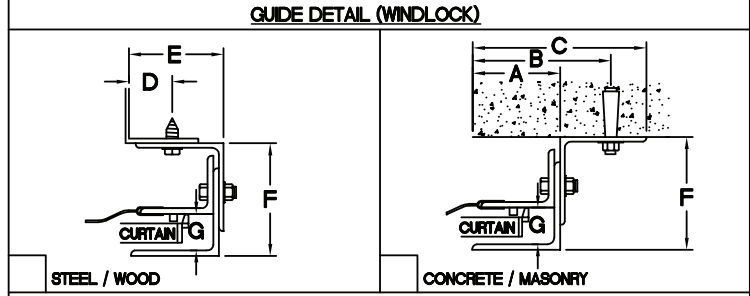 GUIDE DETAIL (WINDLOCK)
E
D
F
G
CURTAIN
STEEL / WOOD
C
B
A
F
G
CURTAIN
CONCRETE / MASONRY